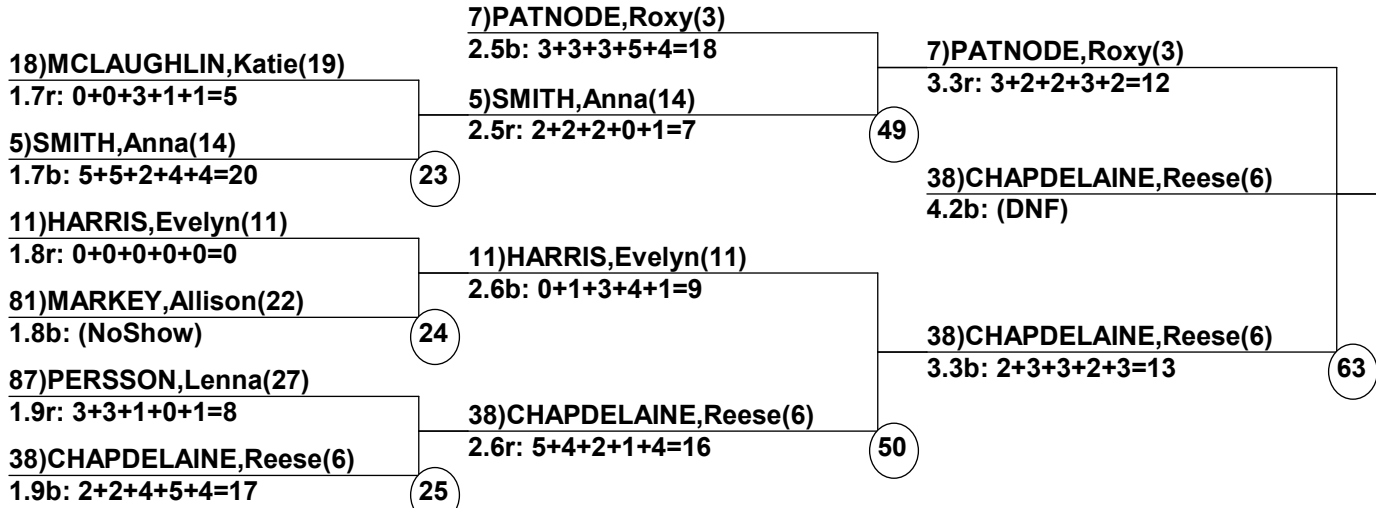 18)MCLAUGHLIN,Katie(19)
1.7r: 0+0+3+1+1=5
5)SMITH,Anna(14)
1.7b: 5+5+2+4+4=20
23
11)HARRIS,Evelyn(11)
1.8r: 0+0+0+0+0=0
81)MARKEY,Allison(22)
1.8b: (NoShow)
24
87)PERSSON,Lenna(27)
1.9r: 3+3+1+0+1=8
38)CHAPDELAINE,Reese(6)
1.9b: 2+2+4+5+4=17
25
7)PATNODE,Roxy(3)
2.5b: 3+3+3+5+4=18
5)SMITH,Anna(14)
2.5r: 2+2+2+0+1=7
49
11)HARRIS,Evelyn(11)
2.6b: 0+1+3+4+1=9
38)CHAPDELAINE,Reese(6)
2.6r: 5+4+2+1+4=16
50
7)PATNODE,Roxy(3)
3.3r: 3+2+2+3+2=12
38)CHAPDELAINE,Reese(6)
4.2b: (DNF)
38)CHAPDELAINE,Reese(6)
3.3b: 2+3+3+2+3=13
63